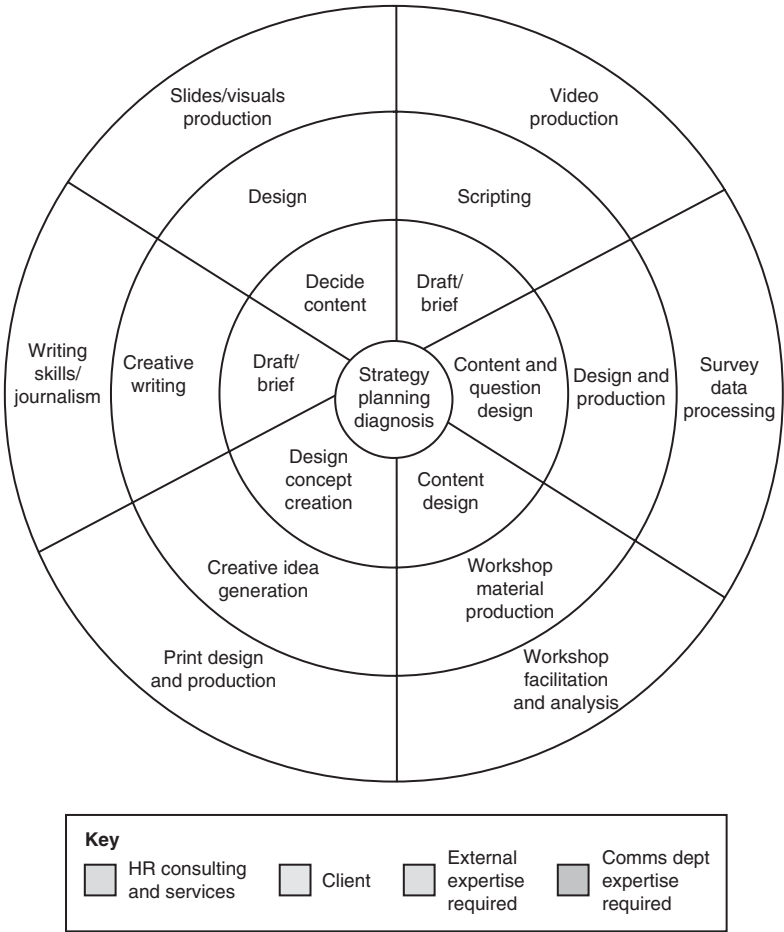 Slides/visuals
production
Video
production
Design
Scripting
Decide
content
Draft/
brief
Writing
skills/
journalism
Creative
writing
Draft/
brief
Strategy
planning
diagnosis
Content and
question
design
Design and
production
Survey
data
processing
Design
concept
creation
Content
design
Creative idea
generation
Workshop
material
production
Print design
and production
Workshop
facilitation
and analysis
Key
HR consulting
and services
Client
External
expertise
required
Comms dept
expertise
required